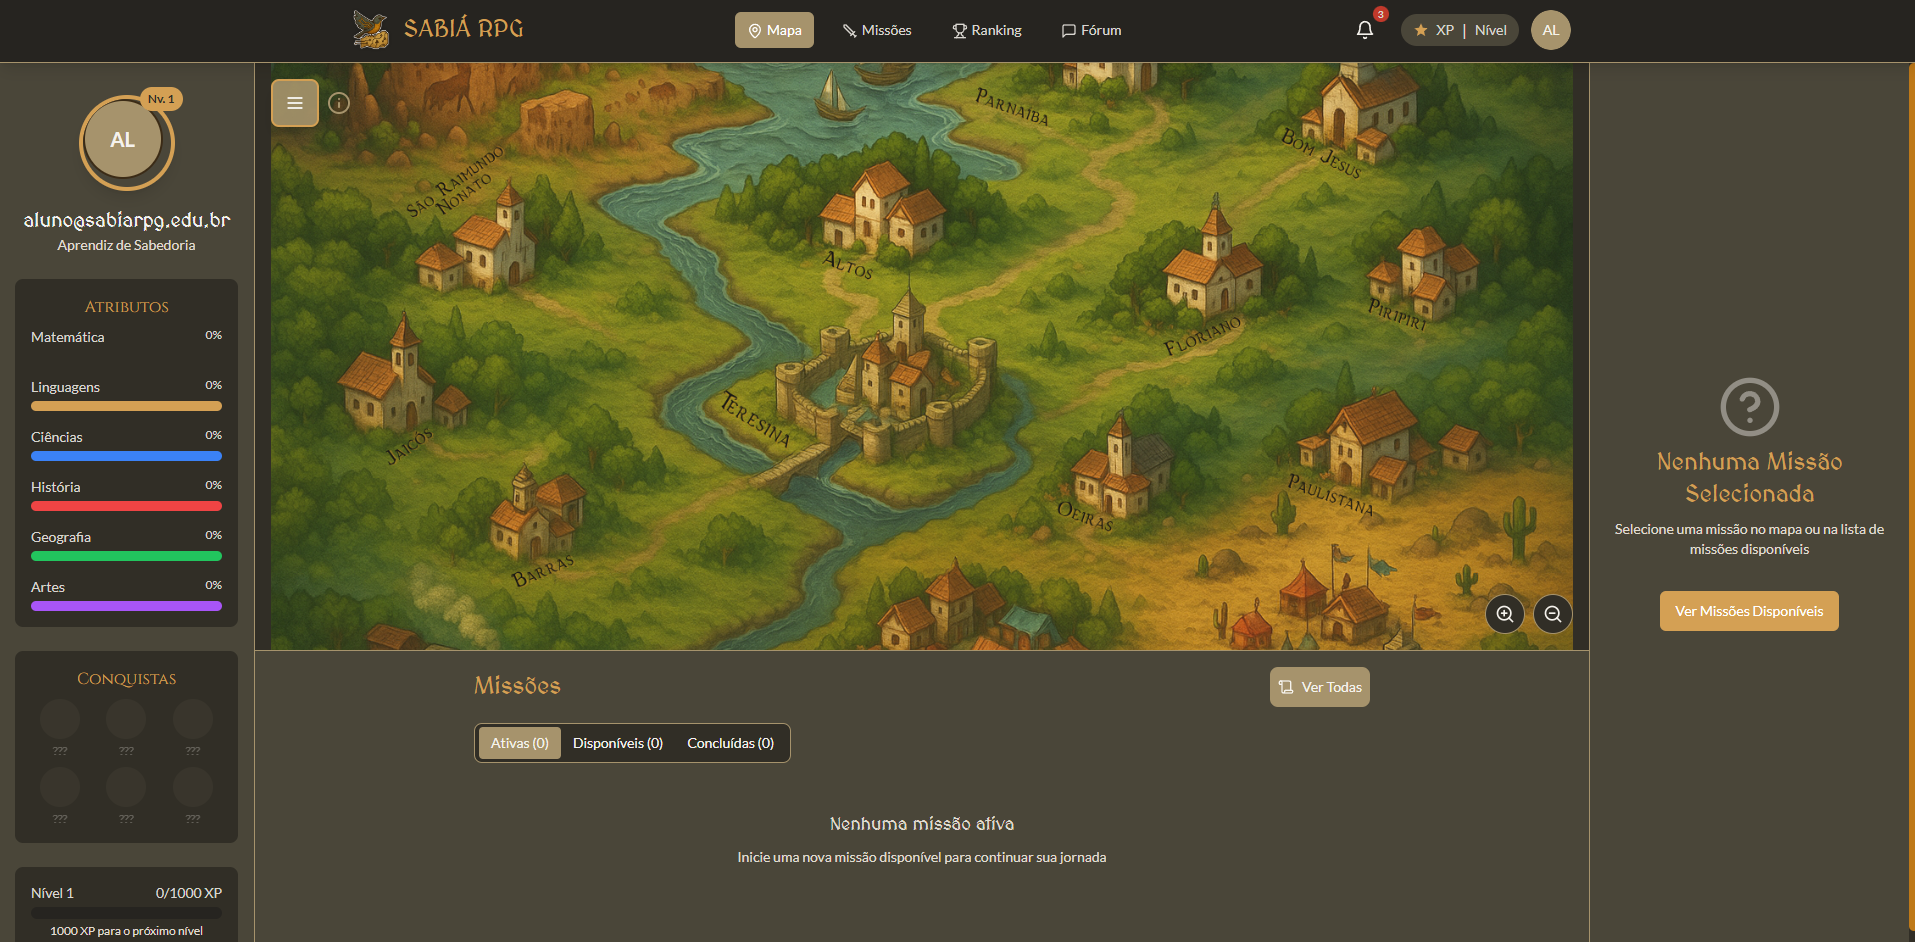 SABIÁ RPG
Mapa
Missões
Ranking
Fórum
3
XP | Nível
AL
Nv. 1
AL
aluno@sabiarpg.edu.br
Aprendiz de Sabedoria
Atributos
Matemática 0%
Linguagens 0%
Ciências 0%
História 0%
Geografia 0%
Artes 0%
Conquistas
??? ??? ???
??? ??? ???
Nível 1 0/1000 XP
1000 XP para o próximo nível
Parnaíba
Bom Jesus
São Raimundo
Nonato
Altos
Floriano
Piripiri
Teresina
Jaicós
Oeiras
Paulistana
Barras
Missões
Ver Todas
Ativas (0) Disponíveis (0) Concluídas (0)
Nenhuma missão ativa
Inicie uma nova missão disponível para continuar sua jornada
Nenhuma Missão
Selecionada
Selecione uma missão no mapa ou na lista de
missões disponíveis
Ver Missões Disponíveis